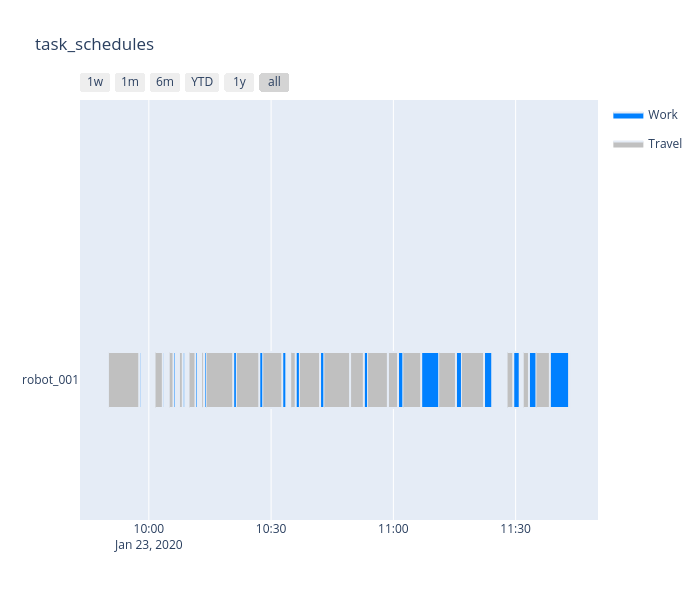 task_schedules
1w 1m 6m YTD 1y all
Work
Travel
robot_001
10:00 10:30 11:00 11:30
Jan 23, 2020